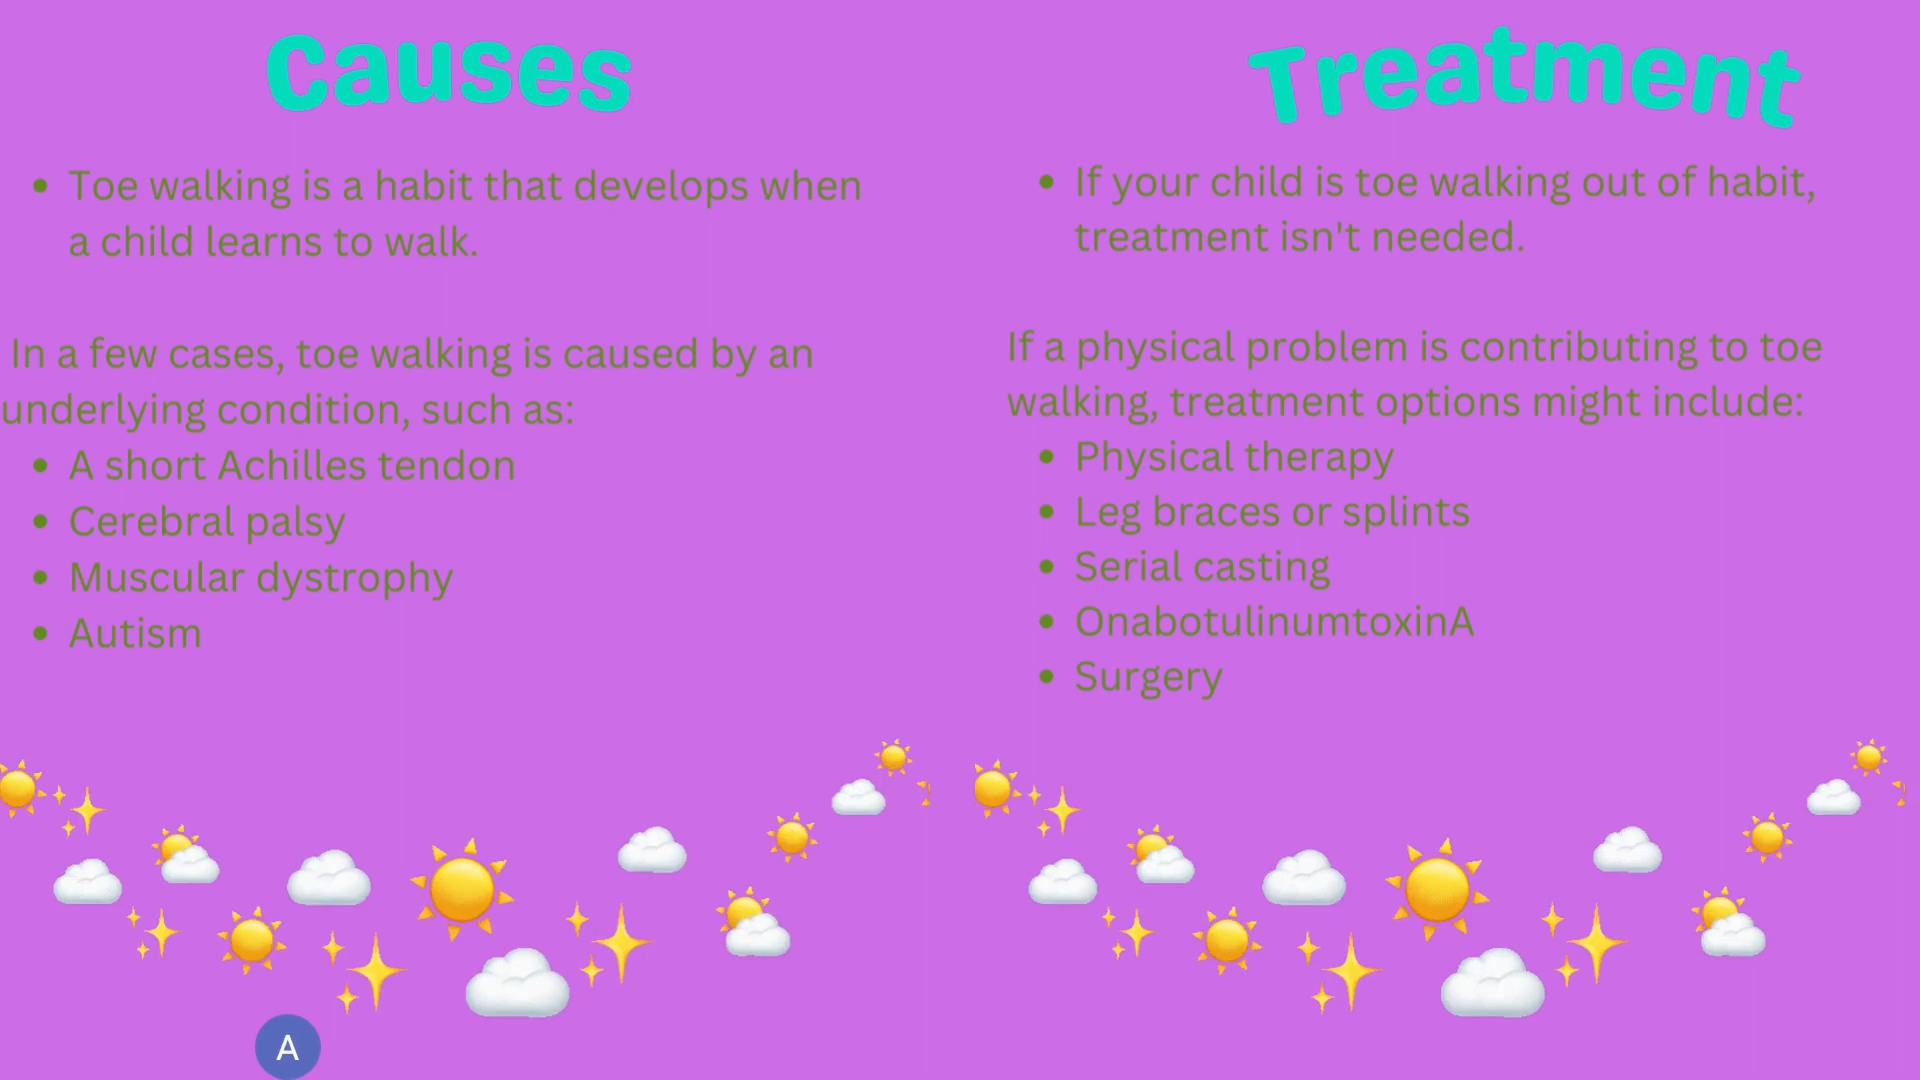 Causes
• Toe walking is a habit that develops when
a child learns to walk.
In a few cases, toe walking is caused by an
underlying condition, such as:
• A short Achilles tendon
• Cerebral palsy
• Muscular dystrophy
• Autism
A
Treatment
• If your child is toe walking out of habit,
treatment isn't needed.
If a physical problem is contributing to toe
walking, treatment options might include:
• Physical therapy
• Leg braces or splints
• Serial casting
• OnabotulinumtoxinA
• Surgery